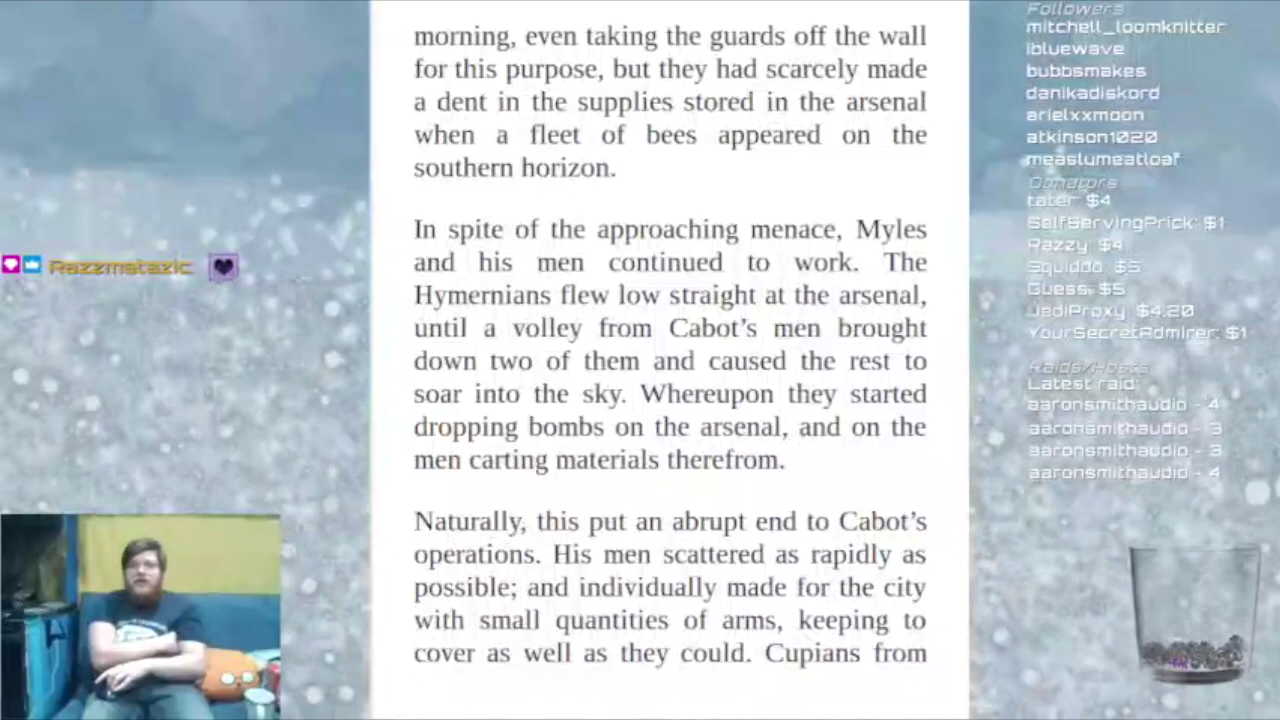 morning, even taking the guards off the wall
for this purpose, but they had scarcely made
a dent in the supplies stored in the arsenal
when a fleet of bees appeared on the
southern horizon.
In spite of the approaching menace, Myles
and his men continued to work. The
Hymernians flew low straight at the arsenal,
until a volley from Cabot’s men brought
down two of them and caused the rest to
soar into the sky. Whereupon they started
dropping bombs on the arsenal, and on the
men carting materials therefrom.
Naturally, this put an abrupt end to Cabot’s
operations. His men scattered as rapidly as
possible; and individually made for the city
with small quantities of arms, keeping to
cover as well as they could. Cupians from
Razzmatazic
Followers
mitchell_loomknitter
ibluewave
bubbsmakes
danikadiskord
arielxxmoon
atkinson1020
measlumeatloaf
Donators
tater: $4
SelfServingPrick: $1
Razzy: $4
Squiddo: $5
Guess: $5
JediProxy: $4.20
YourSecretAdmirer: $1
Raids/Hosts
Latest raid:
aaronsmithaudio - 4
aaronsmithaudio - 3
aaronsmithaudio - 3
aaronsmithaudio - 4